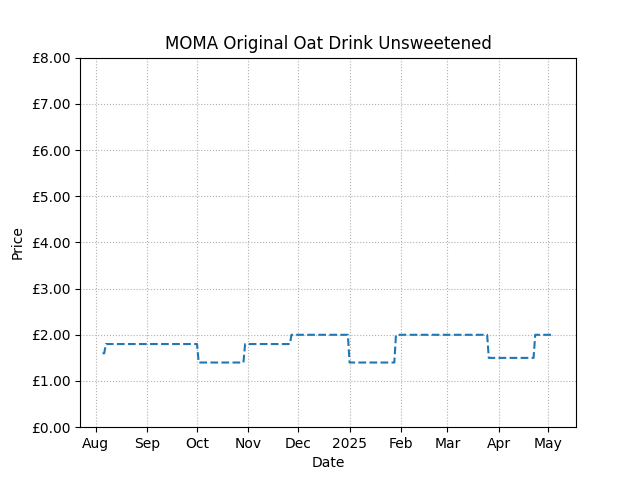 MOMA Original Oat Drink Unsweetened
£8.00
£7.00
£6.00
£5.00
£4.00
£3.00
£2.00
£1.00
£0.00
Price
Aug Sep Oct Nov Dec 2025 Feb Mar Apr May
Date